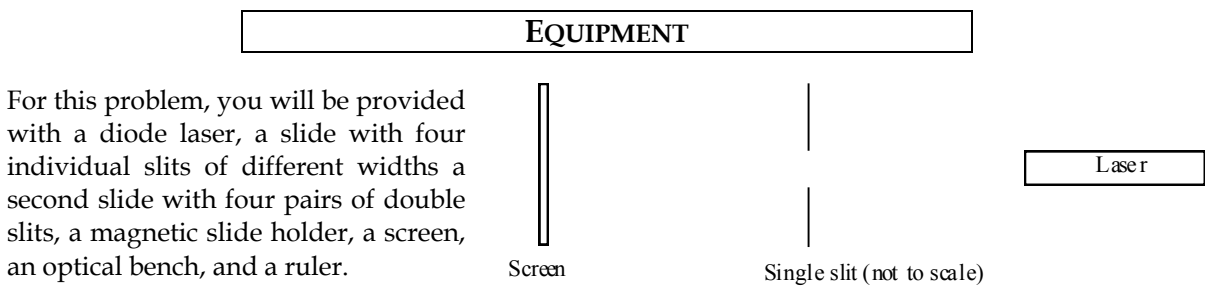 EQUIPMENT
For this problem, you will be provided
with a diode laser, a slide with four
individual slits of different widths a
second slide with four pairs of double
slits, a magnetic slide holder, a screen,
an optical bench, and a ruler.
Screen
Single slit (not to scale)
Laser